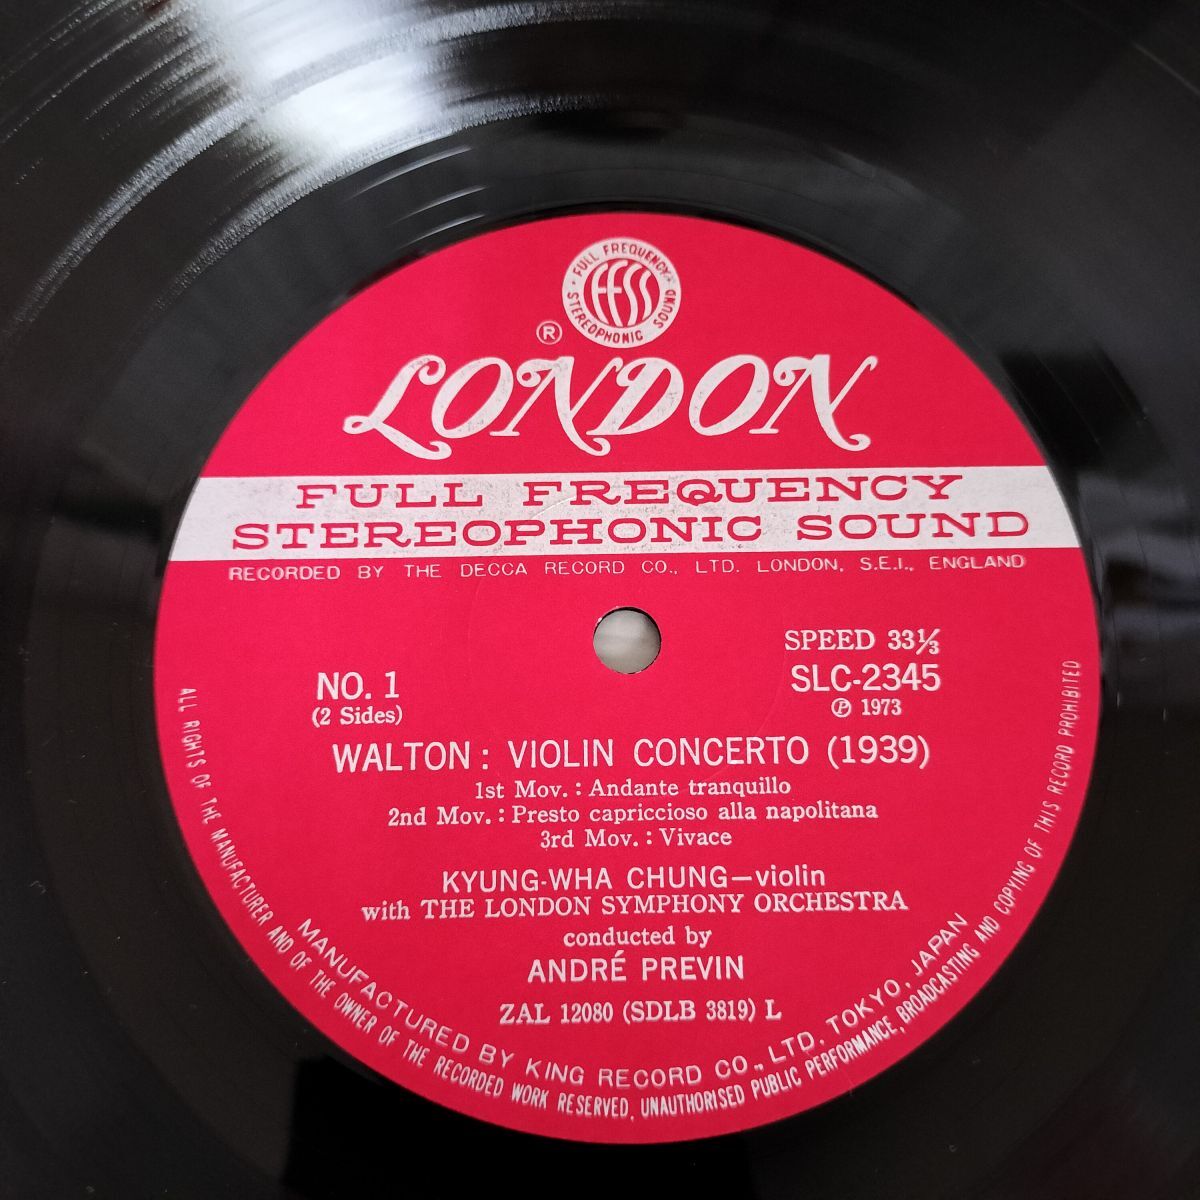 FULL FREQUENCY
STEREOPHONIC SOUND
FFSS
®
LONDON
FULL FREQUENCY
STEREOPHONIC SOUND
RECORDED BY THE DECCA RECORD CO., LTD. LONDON, S.E.I., ENGLAND
SPEED 33⅓
NO. 1
SLC-2345
(2 Sides)
℗ 1973
WALTON: VIOLIN CONCERTO (1939)
1st Mov.: Andante tranquillo
2nd Mov.: Presto capriccioso alla napolitana
3rd Mov.: Vivace
KYUNG-WHA CHUNG—violin
with THE LONDON SYMPHONY ORCHESTRA
conducted by
ANDRÉ PREVIN
ZAL 12080 (SDLB 3819) L
MANUFACTURED BY KING RECORD CO., LTD. TOKYO, JAPAN
ALL RIGHTS OF THE MANUFACTURER AND OF THE OWNER OF THE RECORDED WORK RESERVED, UNAUTHORISED PUBLIC PERFORMANCE, BROADCASTING AND COPYING OF THIS RECORD PROHIBITED